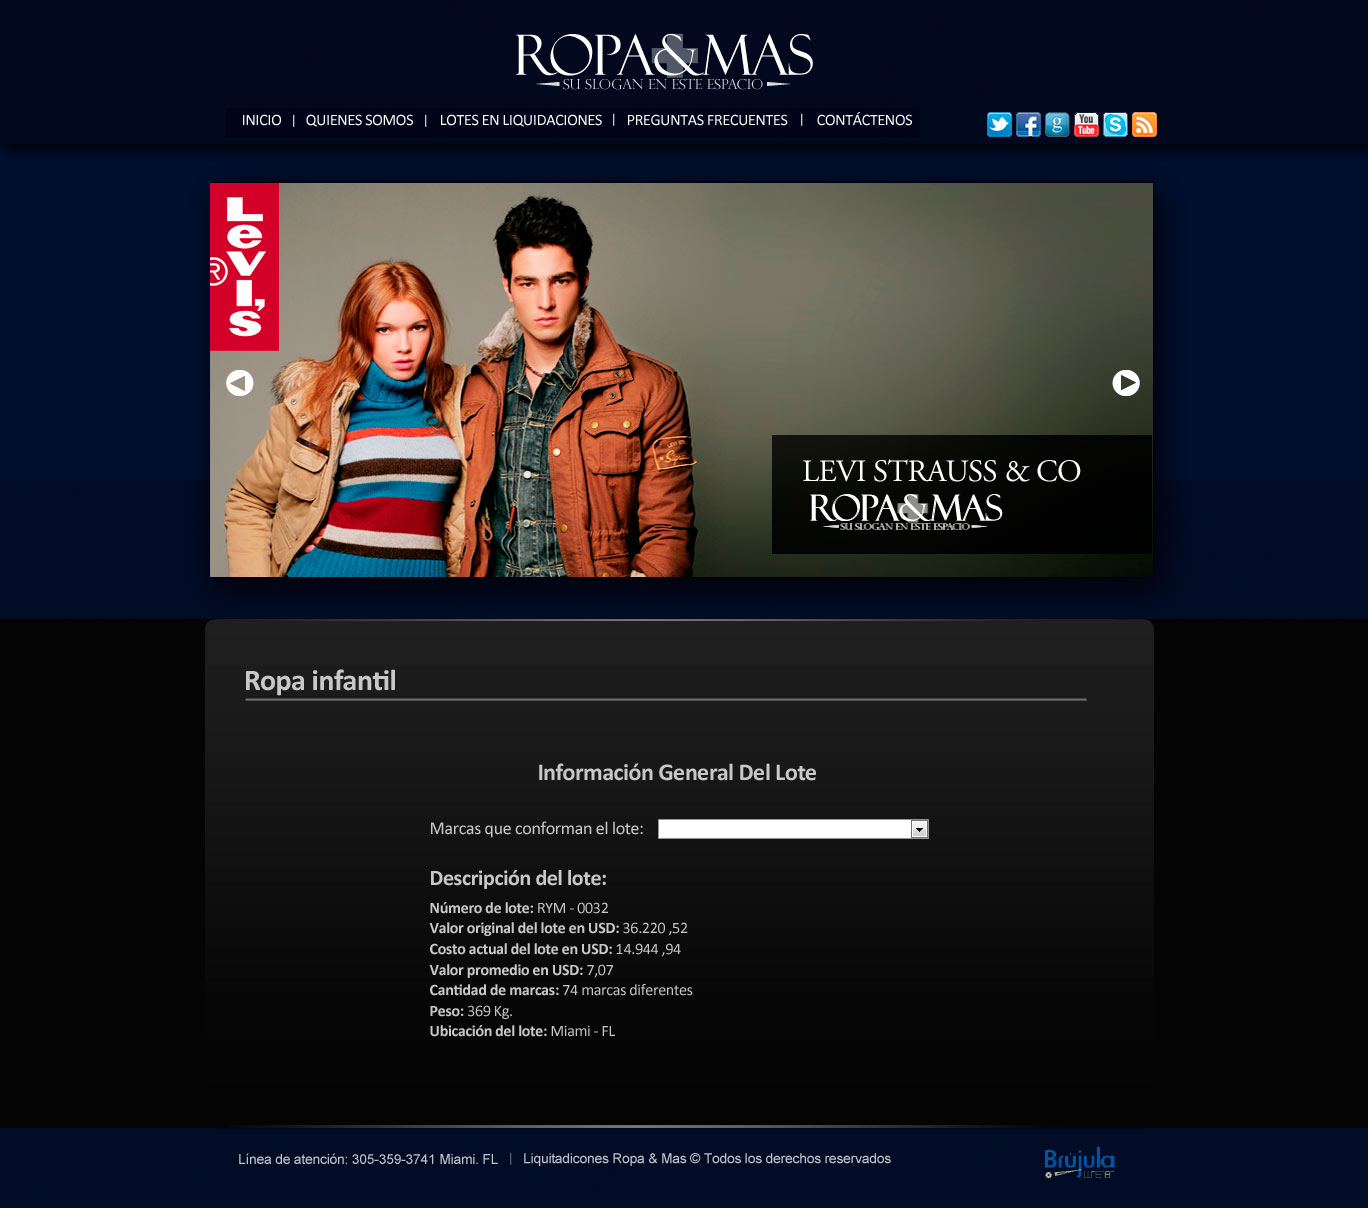 ROPA&MAS
SU SLOGAN EN ESTE ESPACIO
INICIO | QUIENES SOMOS | LOTES EN LIQUIDACIONES | PREGUNTAS FRECUENTES | CONTÁCTENOS
You
Tube
Levi's
®
LEVI STRAUSS & CO
ROPA&MAS
SU SLOGAN EN ESTE ESPACIO
Ropa infantil
Información General Del Lote
Marcas que conforman el lote:
Descripción del lote:
Número de lote: RYM - 0032
Valor original del lote en USD: 36.220 ,52
Costo actual del lote en USD: 14.944 ,94
Valor promedio en USD: 7,07
Cantidad de marcas: 74 marcas diferentes
Peso: 369 Kg.
Ubicación del lote: Miami - FL
Línea de atención: 305-359-3741 Miami. FL | Liquitadicones Ropa & Mas © Todos los derechos reservados
Brújula
WEB